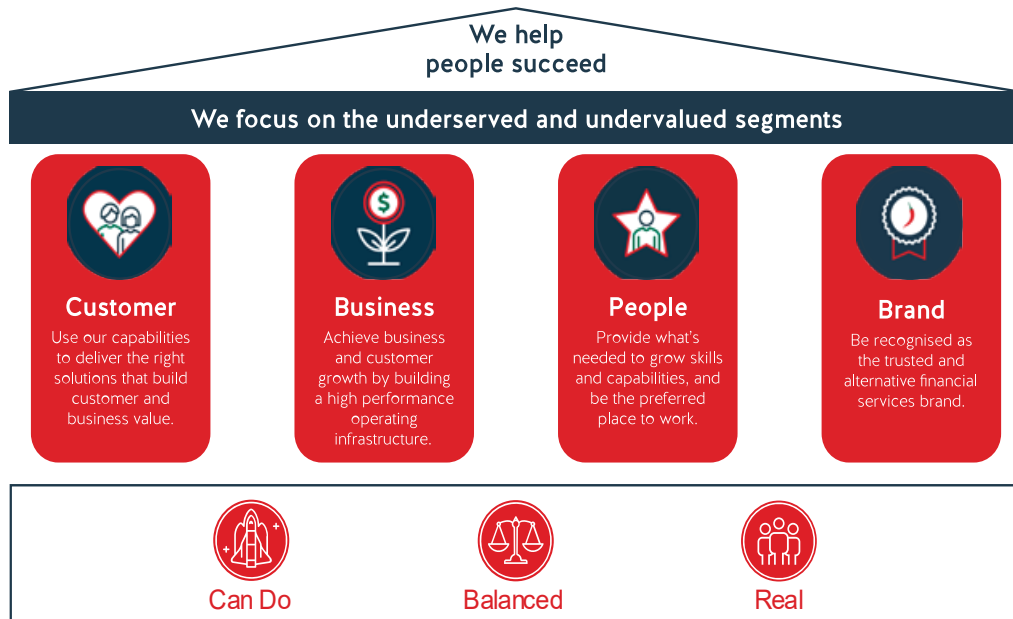 We help
people succeed
We focus on the underserved and undervalued segments
$
Customer
Use our capabilities
to deliver the right
solutions that build
customer and
business value.
Business
Achieve business
and customer
growth by building
a high performance
operating
infrastructure.
People
Provide what's
needed to grow skills
and capabilities, and
be the preferred
place to work.
Brand
Be recognised as
the trusted and
alternative financial
services brand.
Can Do
Balanced
Real